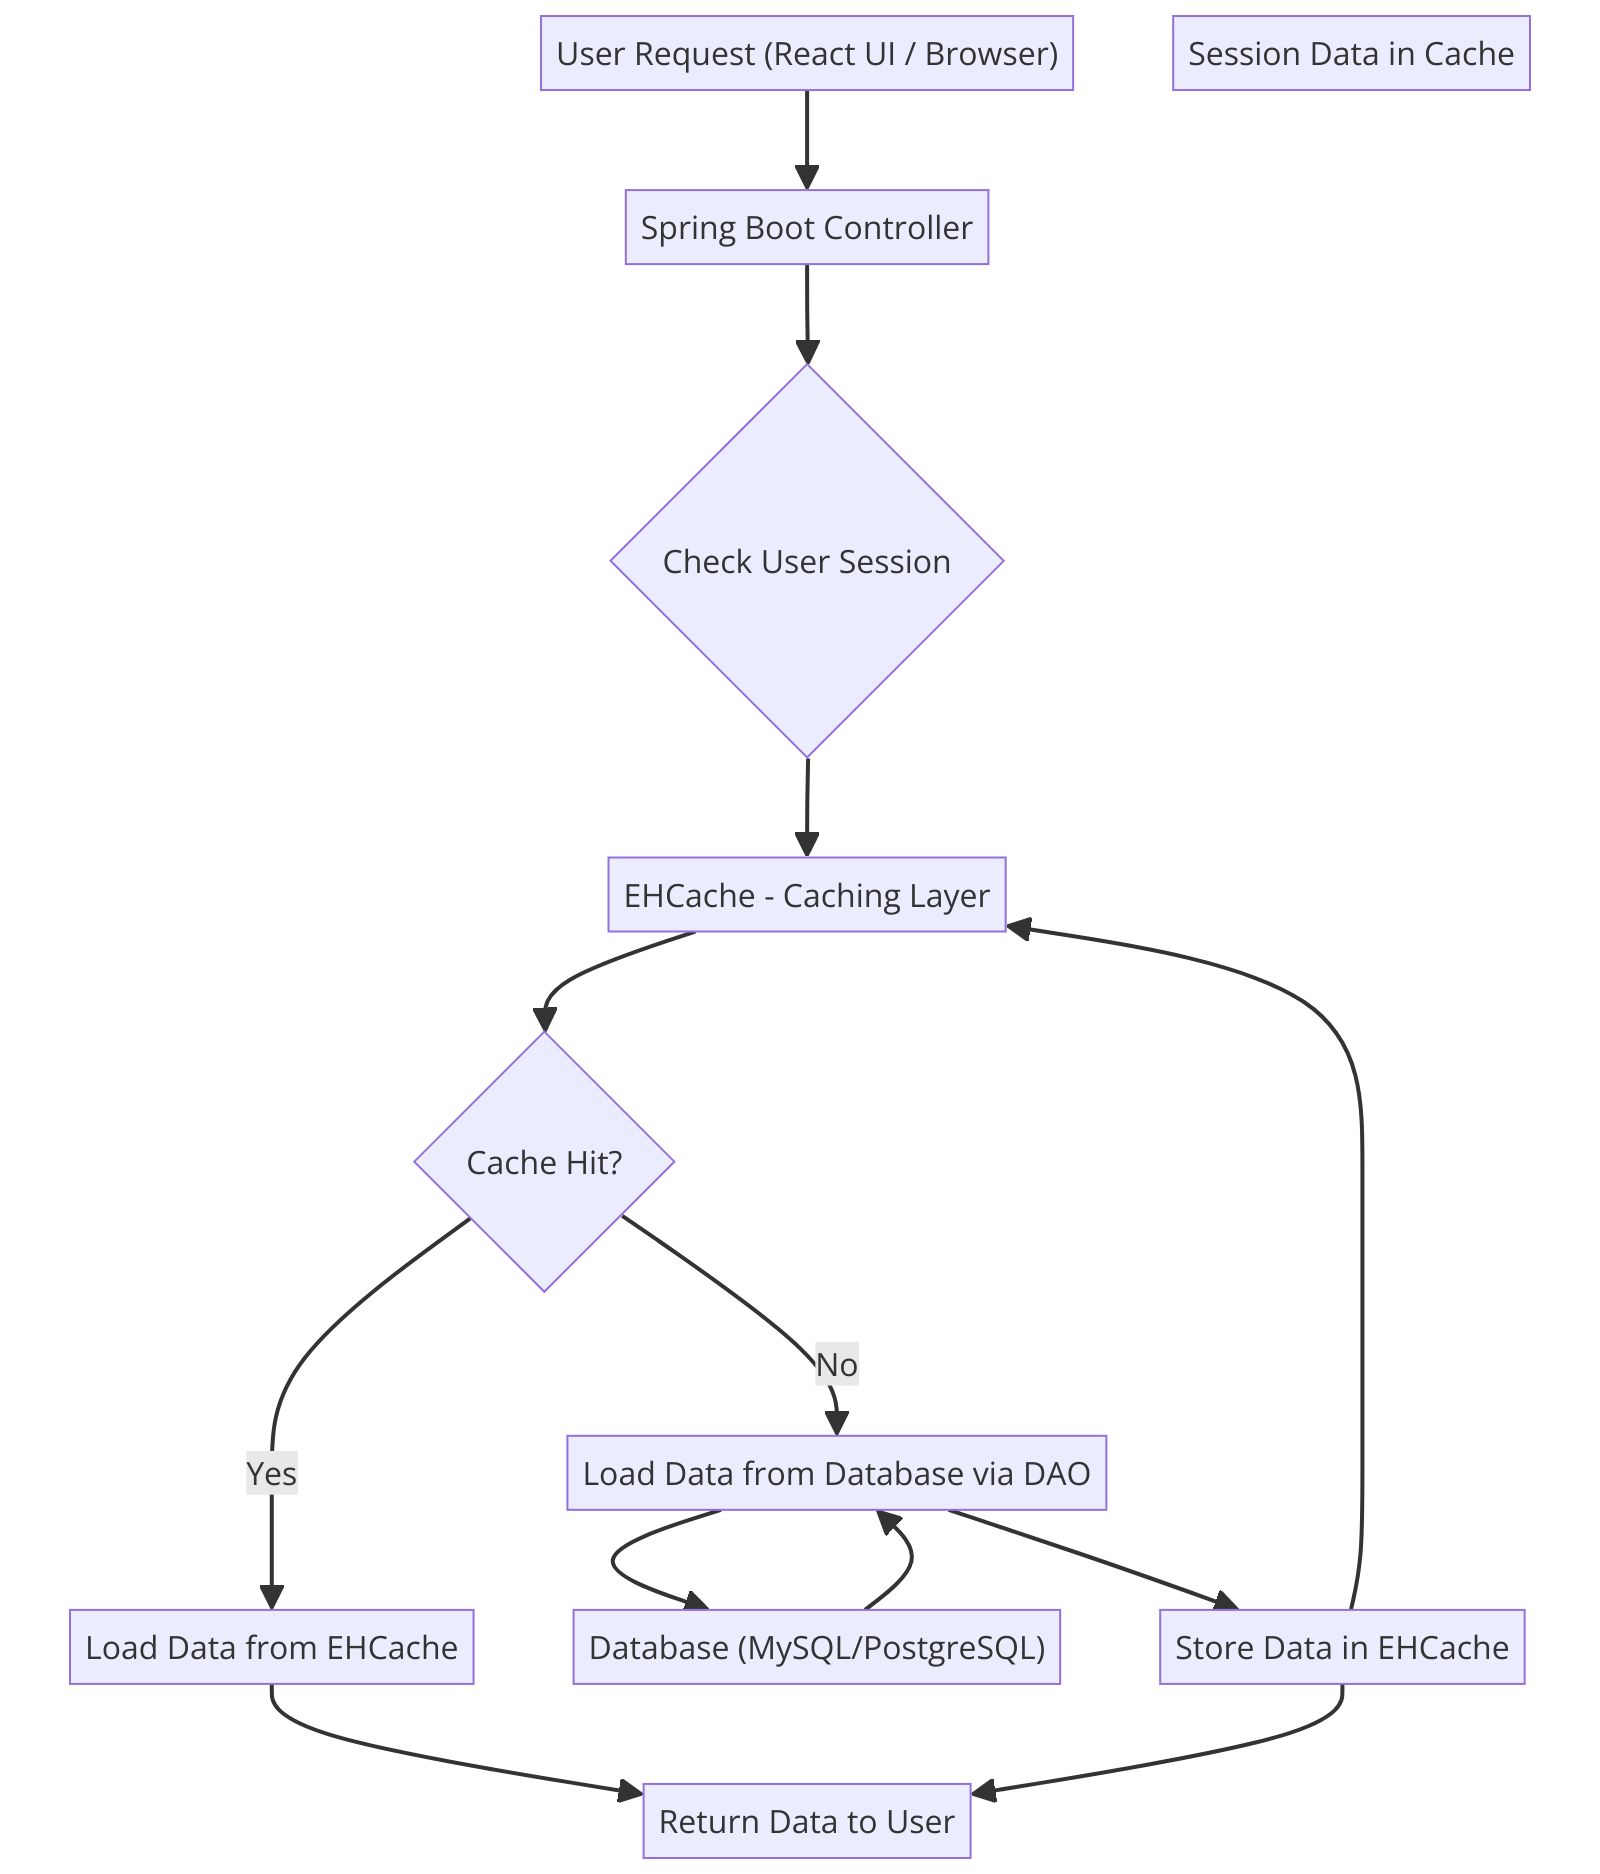 User Request (React UI / Browser)
Session Data in Cache
Spring Boot Controller
Check User Session
EHCache - Caching Layer
Cache Hit?
No
Yes
Load Data from Database via DAO
Load Data from EHCache
Database (MySQL/PostgreSQL)
Store Data in EHCache
Return Data to User